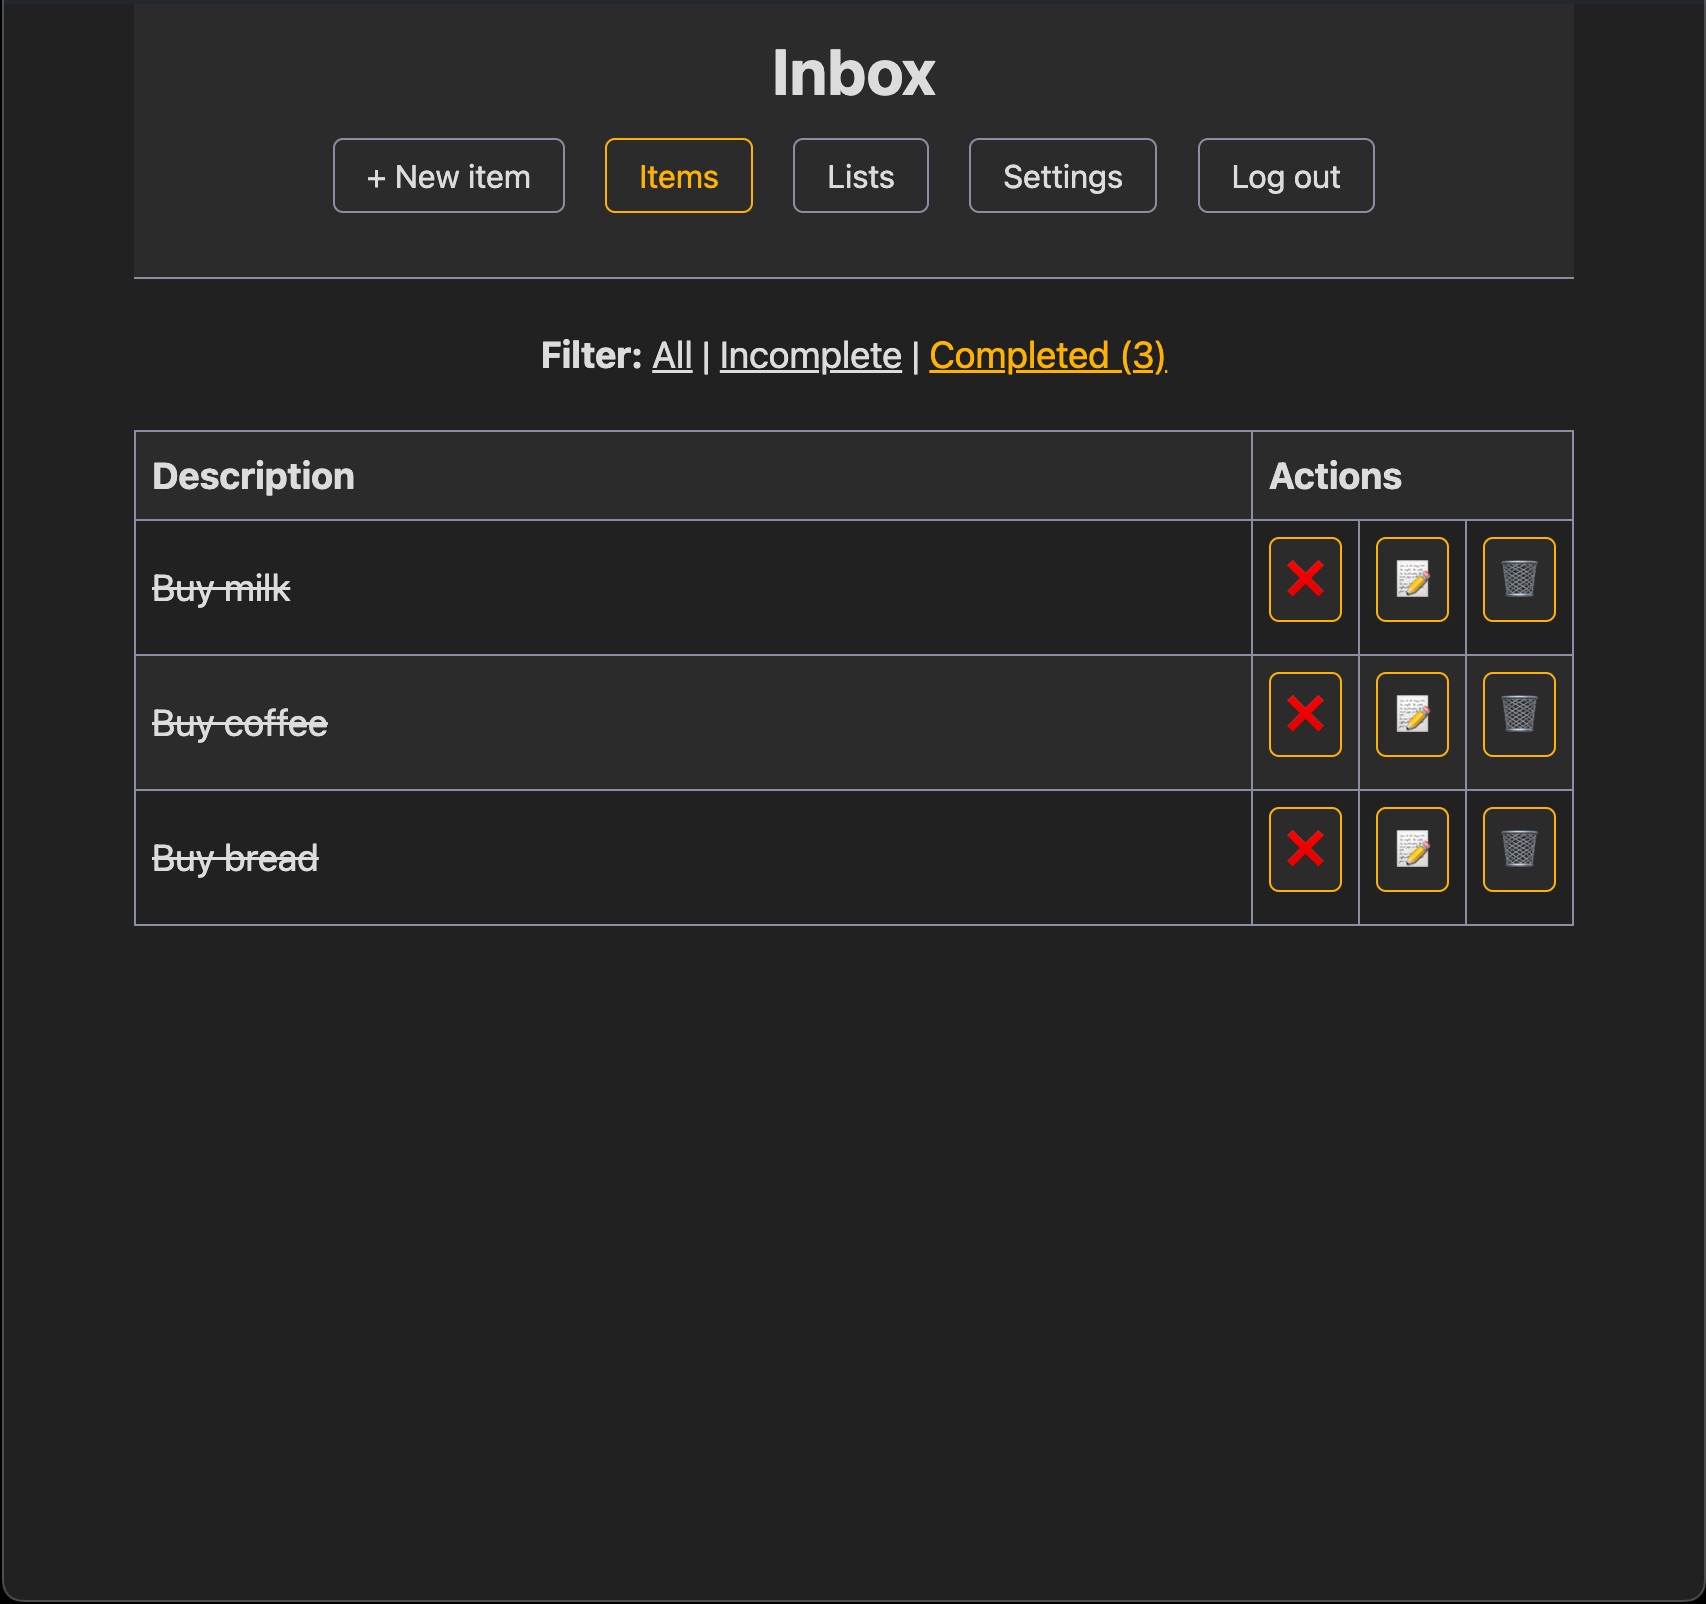 Inbox
+ New item Items Lists Settings Log out
Filter: All | Incomplete | Completed (3)
Description Actions
Buy milk
Buy coffee
Buy bread